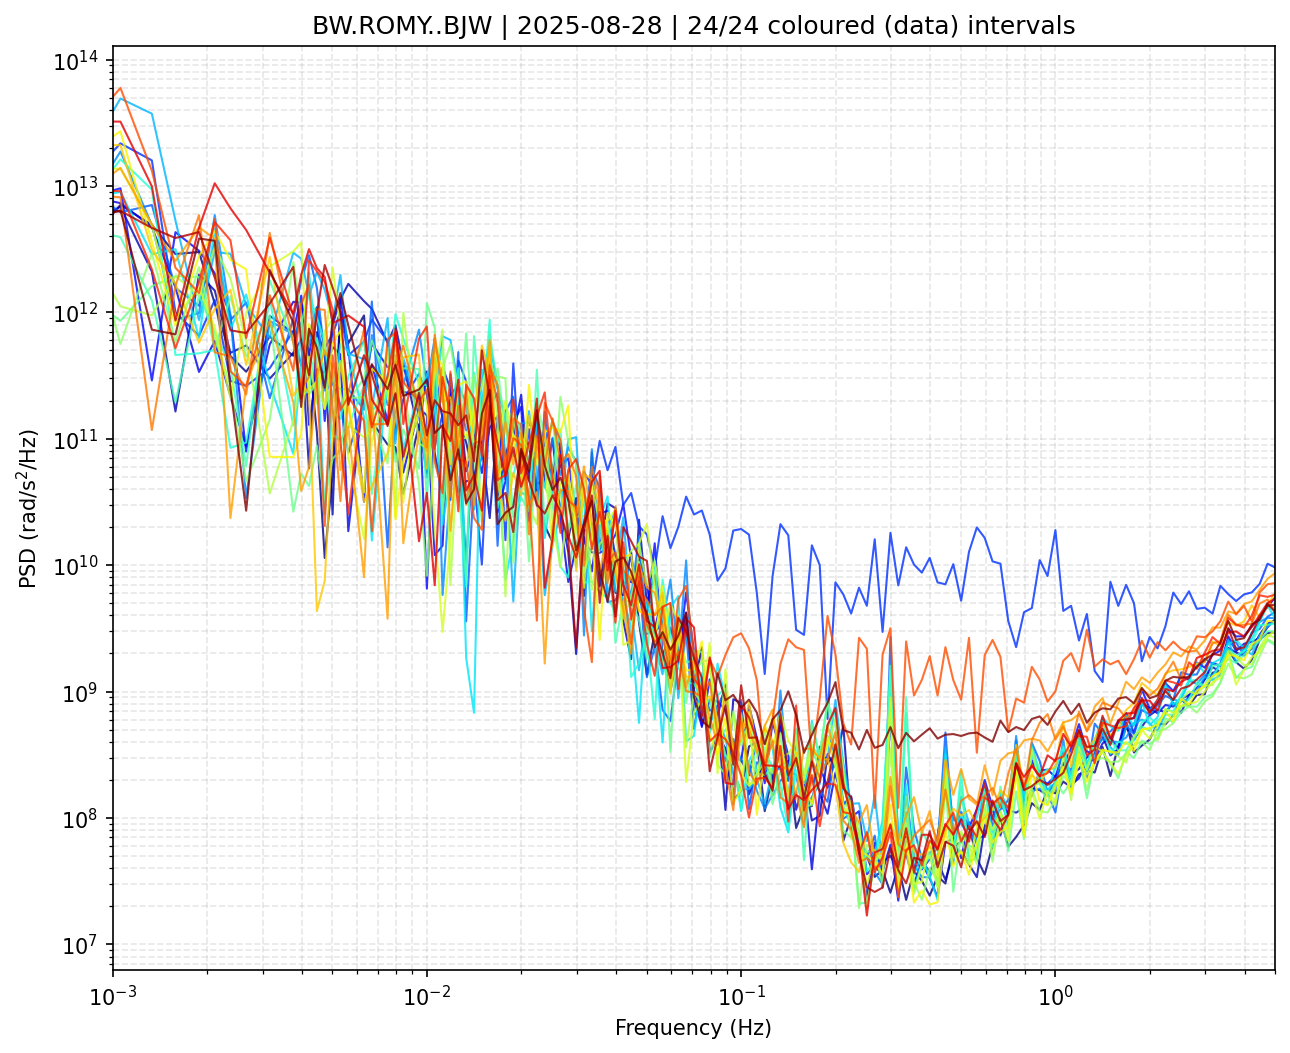 BW.ROMY..BJW | 2025-08-28 | 24/24 coloured (data) intervals
PSD (rad/s²/Hz)
10¹⁴
10¹³
10¹²
10¹¹
10¹⁰
10⁹
10⁸
10⁷
10⁻³ 10⁻² 10⁻¹ 10⁰
Frequency (Hz)